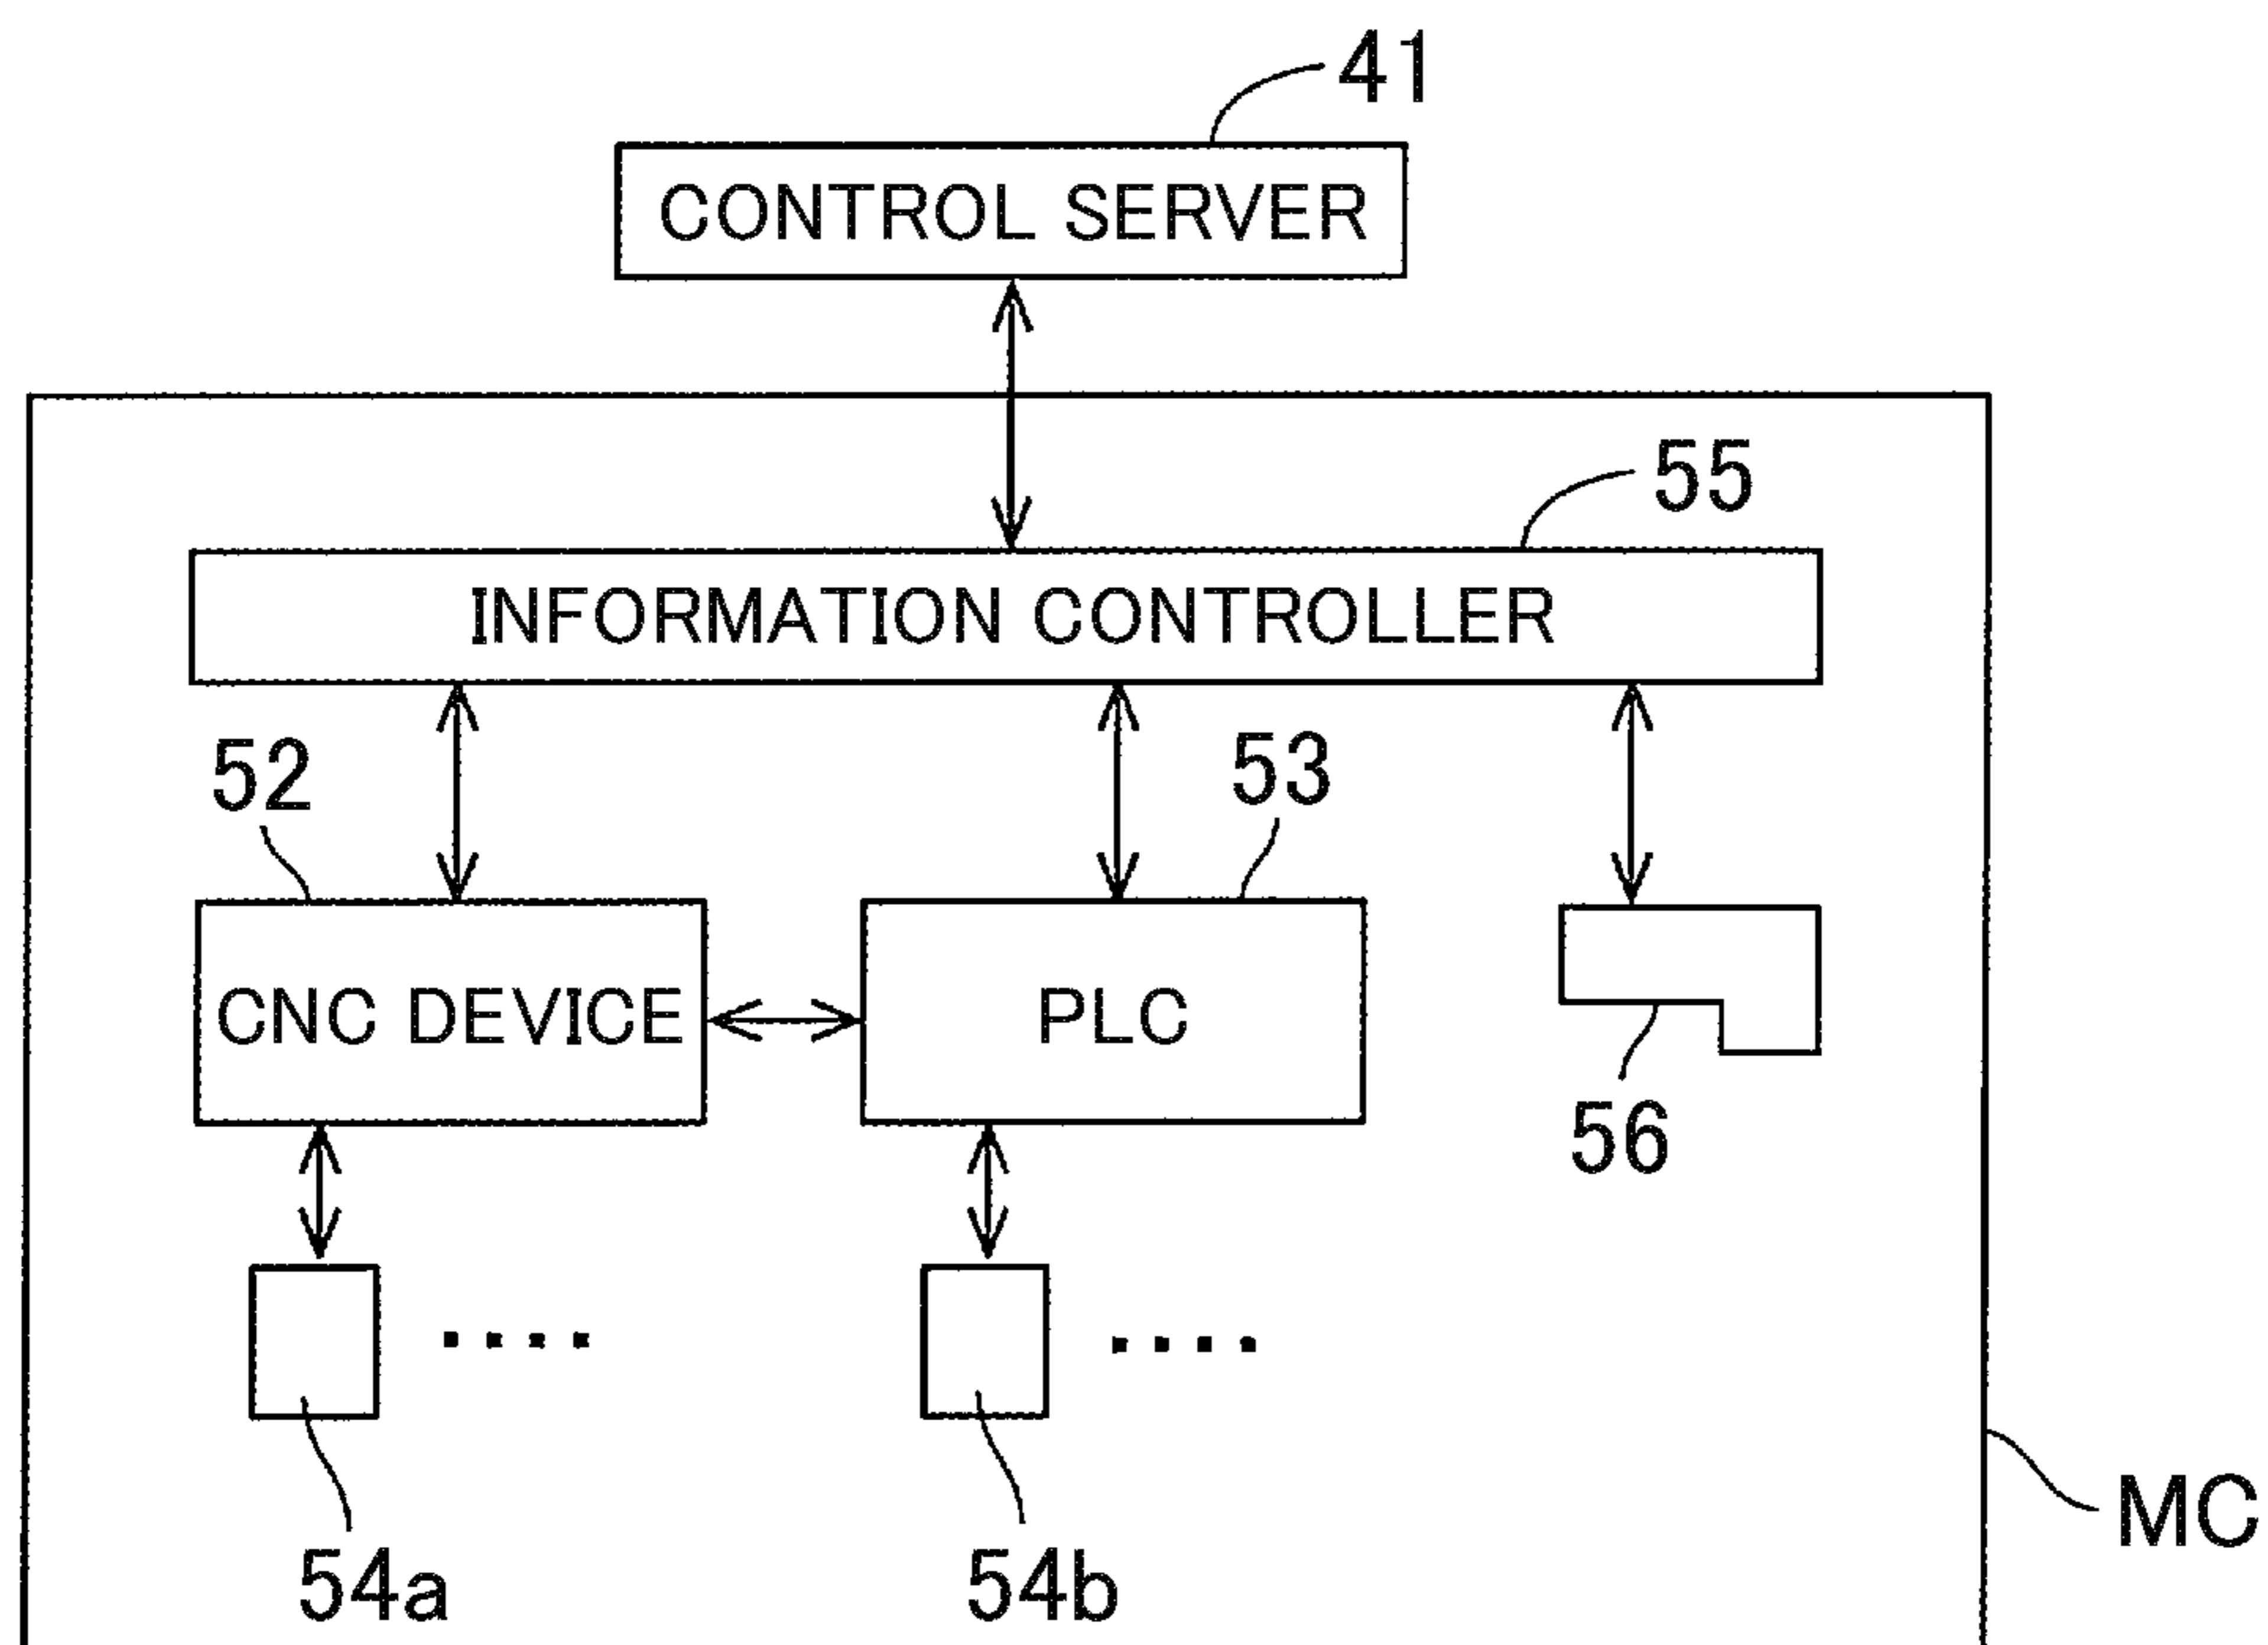 41
CONTROL SERVER
55
INFORMATION CONTROLLER
52
53
CNC DEVICE
PLC
56
MC
54a
54b